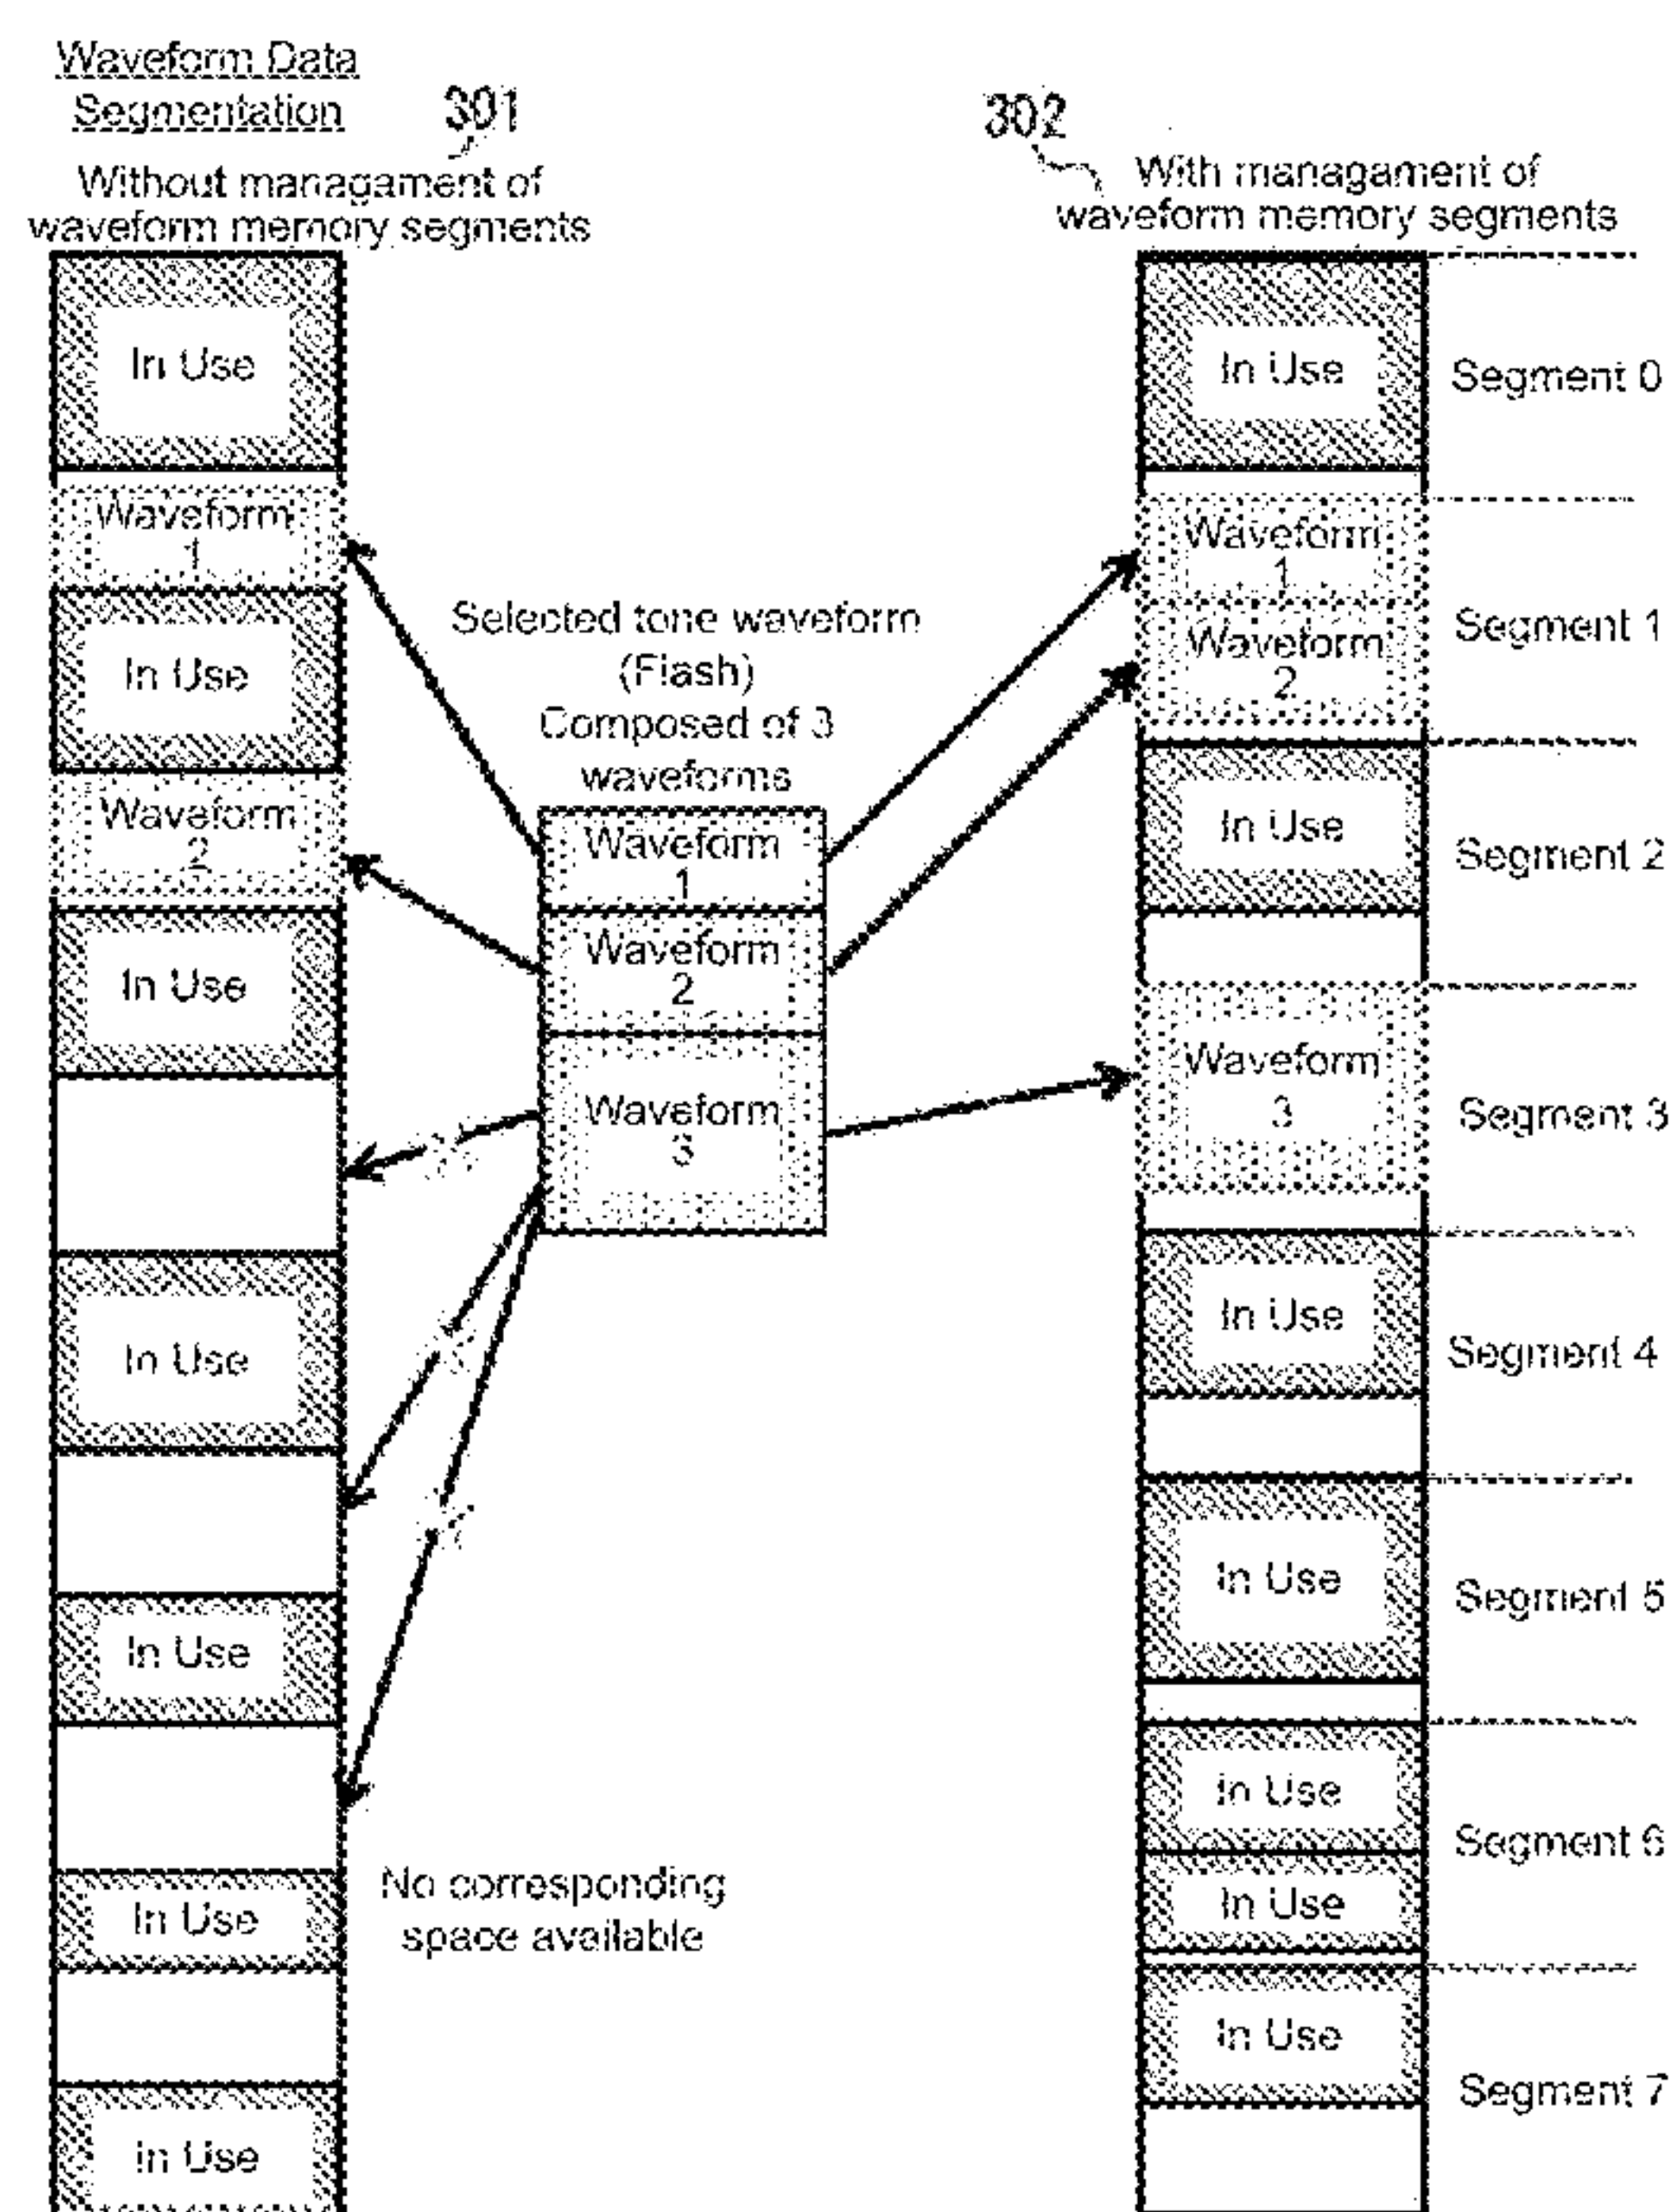 Waveform Data
Segmentation
301
Without managament of
waveform memory segments
In Use
Waveform
1
In Use
Waveform
2
In Use
In Use
In Use
In Use
In Use
Selected tone waveform
(Flash)
Composed of 3
waveforms
Waveform
1
Waveform
2
Waveform
3
No corresponding
space available
302
With managament of
waveform memory segments
In Use
Segment 0
Waveform
1
Waveform
2
Segment 1
In Use
Segment 2
Waveform
3
Segment 3
In Use
Segment 4
In Use
Segment 5
In Use
In Use
Segment 6
In Use
Segment 7